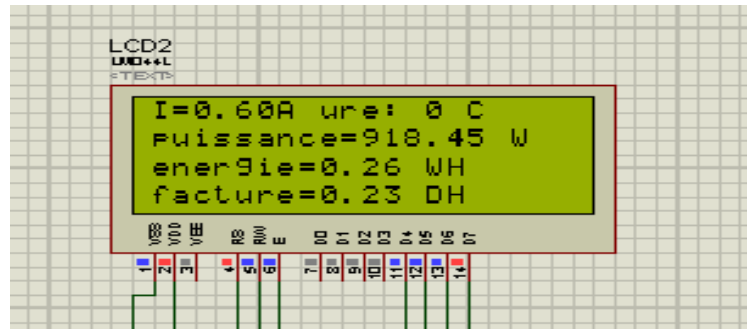 LCD2
LM044L
<TEXT>
I=0.60A ure: 0 C
puissance=918.45 W
energie=0.26 WH
facture=0.23 DH
VSS VDD VEE RS RW E D0 D1 D2 D3 D4 D5 D6 D7
1 2 3 4 5 6 7 8 9 10 11 12 13 14